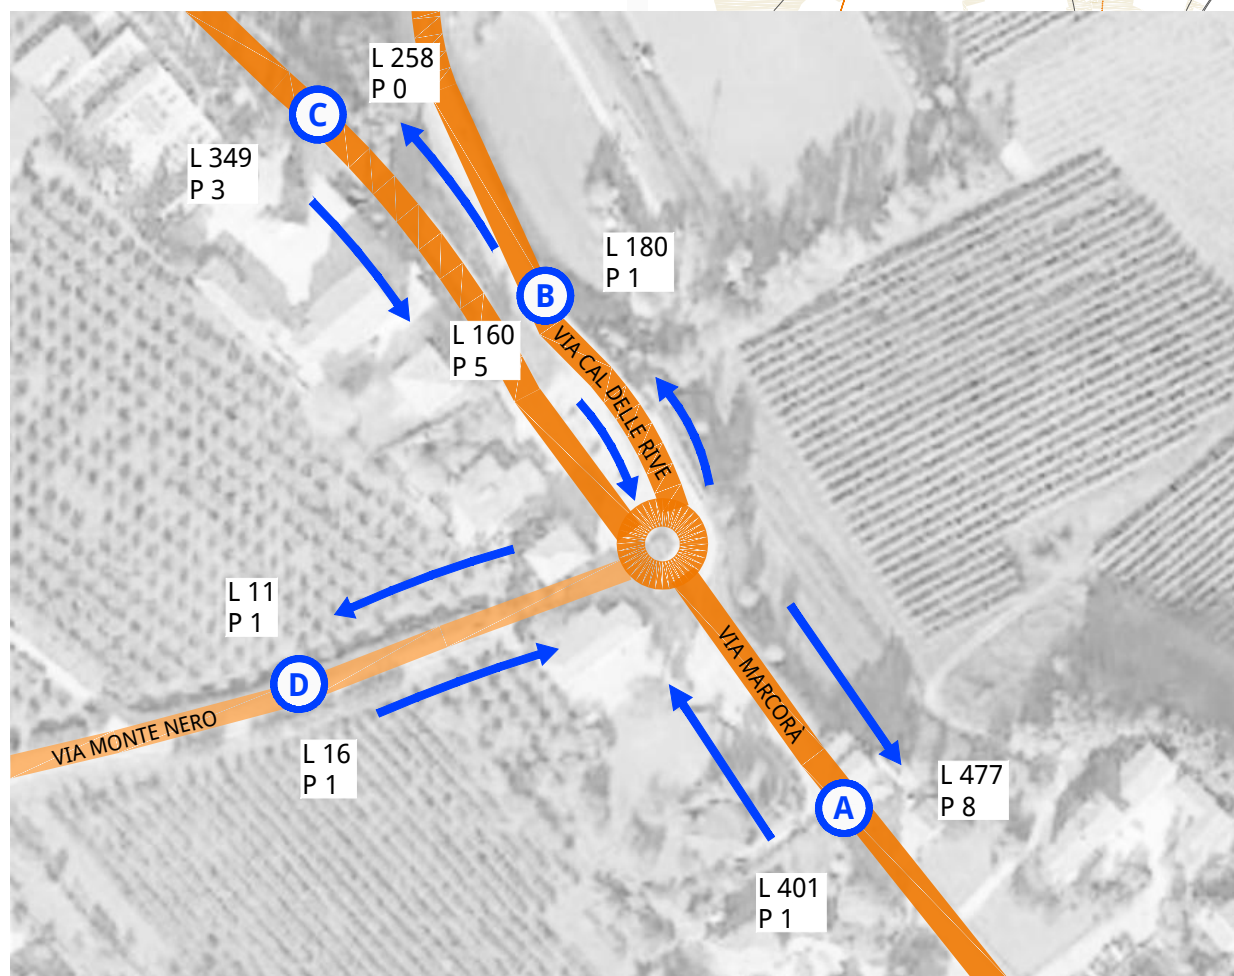 L 258
P 0
C
L 349
P 3
L 180
P 1
B
L 160
P 5
VIA CAL DELLE RIVE
L 11
P 1
D
VIA MONTE NERO
L 16
P 1
VIA MARCORÀ
L 477
P 8
A
L 401
P 1